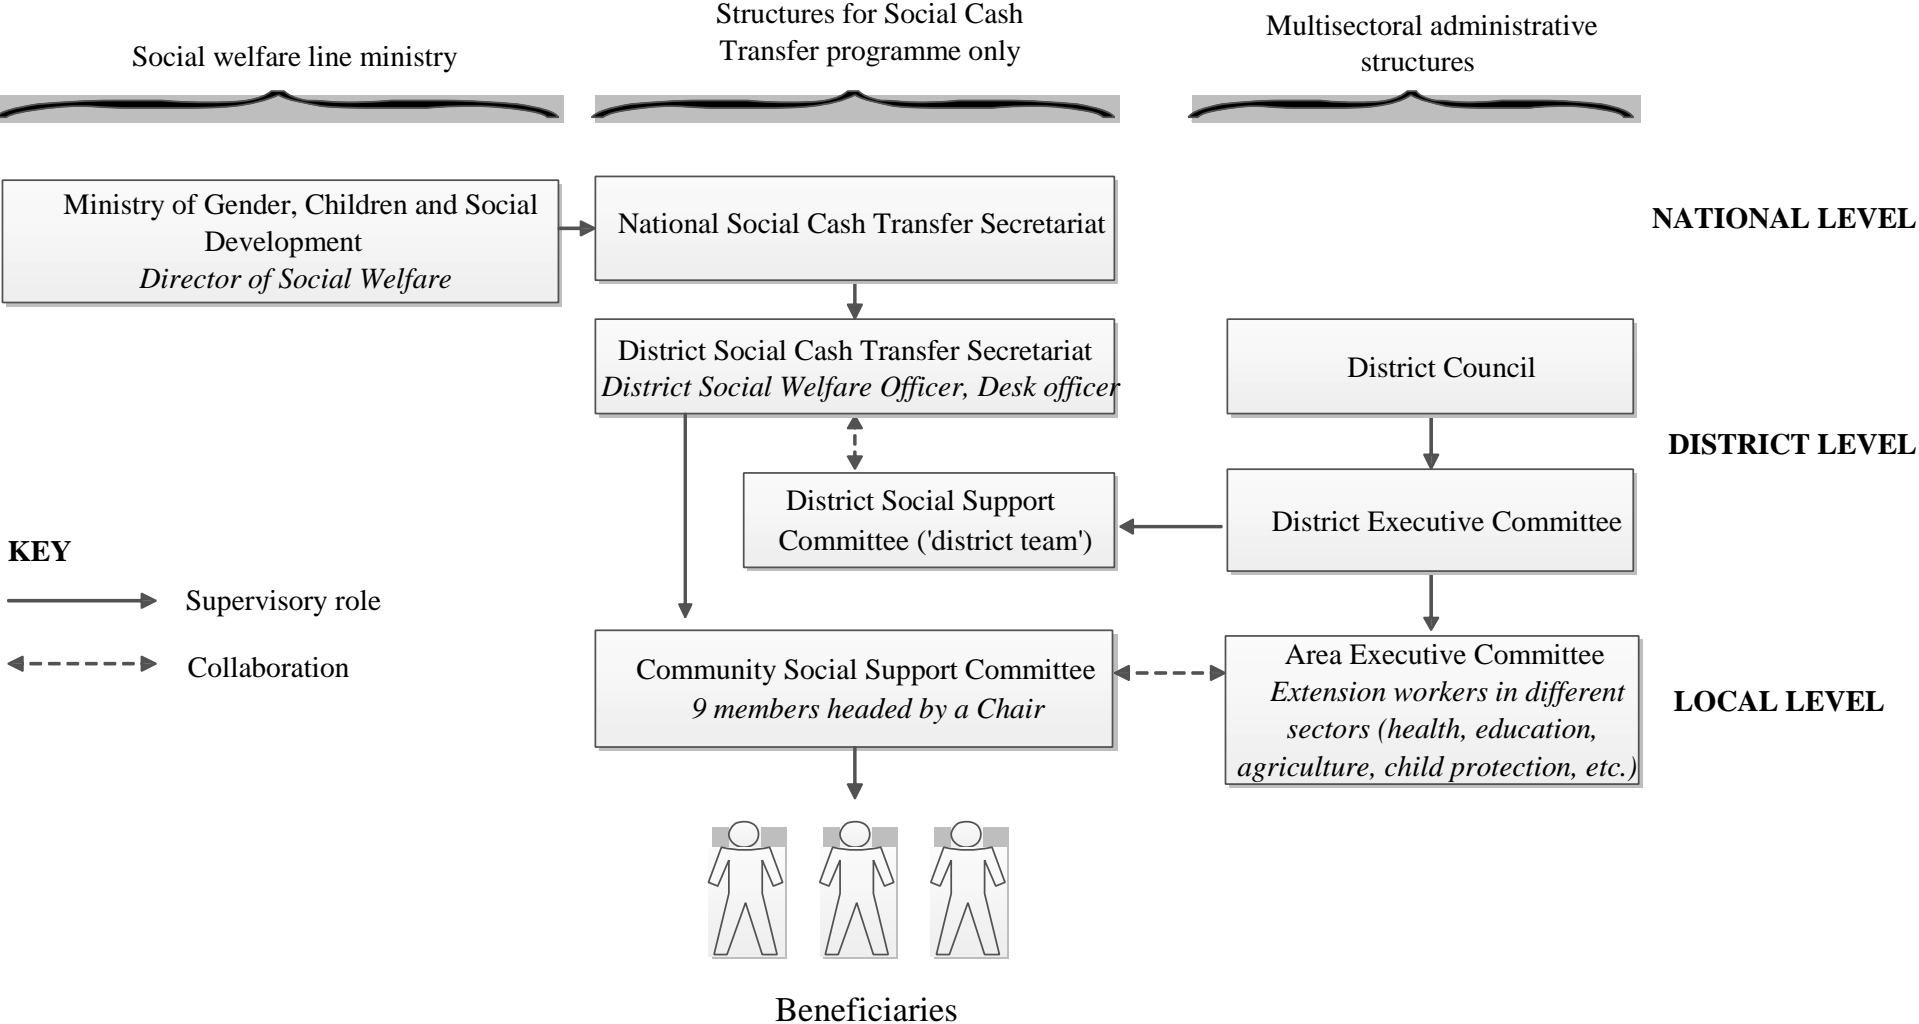 Social welfare line ministry
Structures for Social Cash
Transfer programme only
Multisectoral administrative
structures
Ministry of Gender, Children and Social
Development
Director of Social Welfare
National Social Cash Transfer Secretariat
NATIONAL LEVEL
District Social Cash Transfer Secretariat
District Social Welfare Officer, Desk officer
District Council
DISTRICT LEVEL
District Social Support
Committee ('district team')
District Executive Committee
KEY
Supervisory role
Collaboration
Community Social Support Committee
9 members headed by a Chair
Area Executive Committee
Extension workers in different
sectors (health, education,
agriculture, child protection, etc.)
LOCAL LEVEL
Beneficiaries